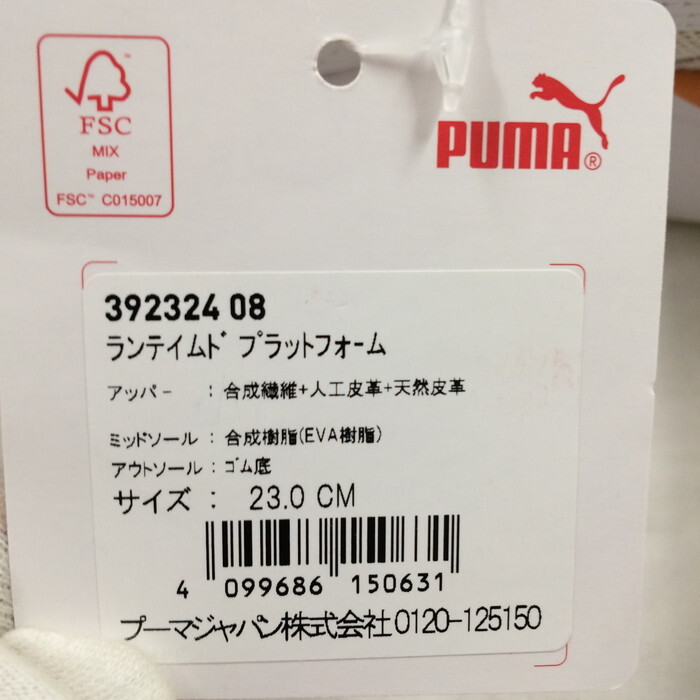 FSC
MIX
Paper
FSC™ C015007
PUMA®
392324 08
ランテイムド プラットフォーム
アッパー : 合成繊維+人工皮革+天然皮革
ミッドソール : 合成樹脂(EVA樹脂)
アウトソール : ゴム底
サイズ : 23.0 CM
4 099686 150631
プーマジャパン株式会社0120-125150